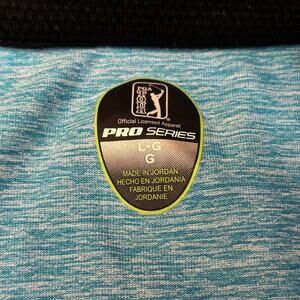 PGA TOUR
Official Licensed Apparel
PRO SERIES
L·G
G
MADE IN JORDAN
HECHO EN JORDANIA
FABRIQUE EN
JORDANIE